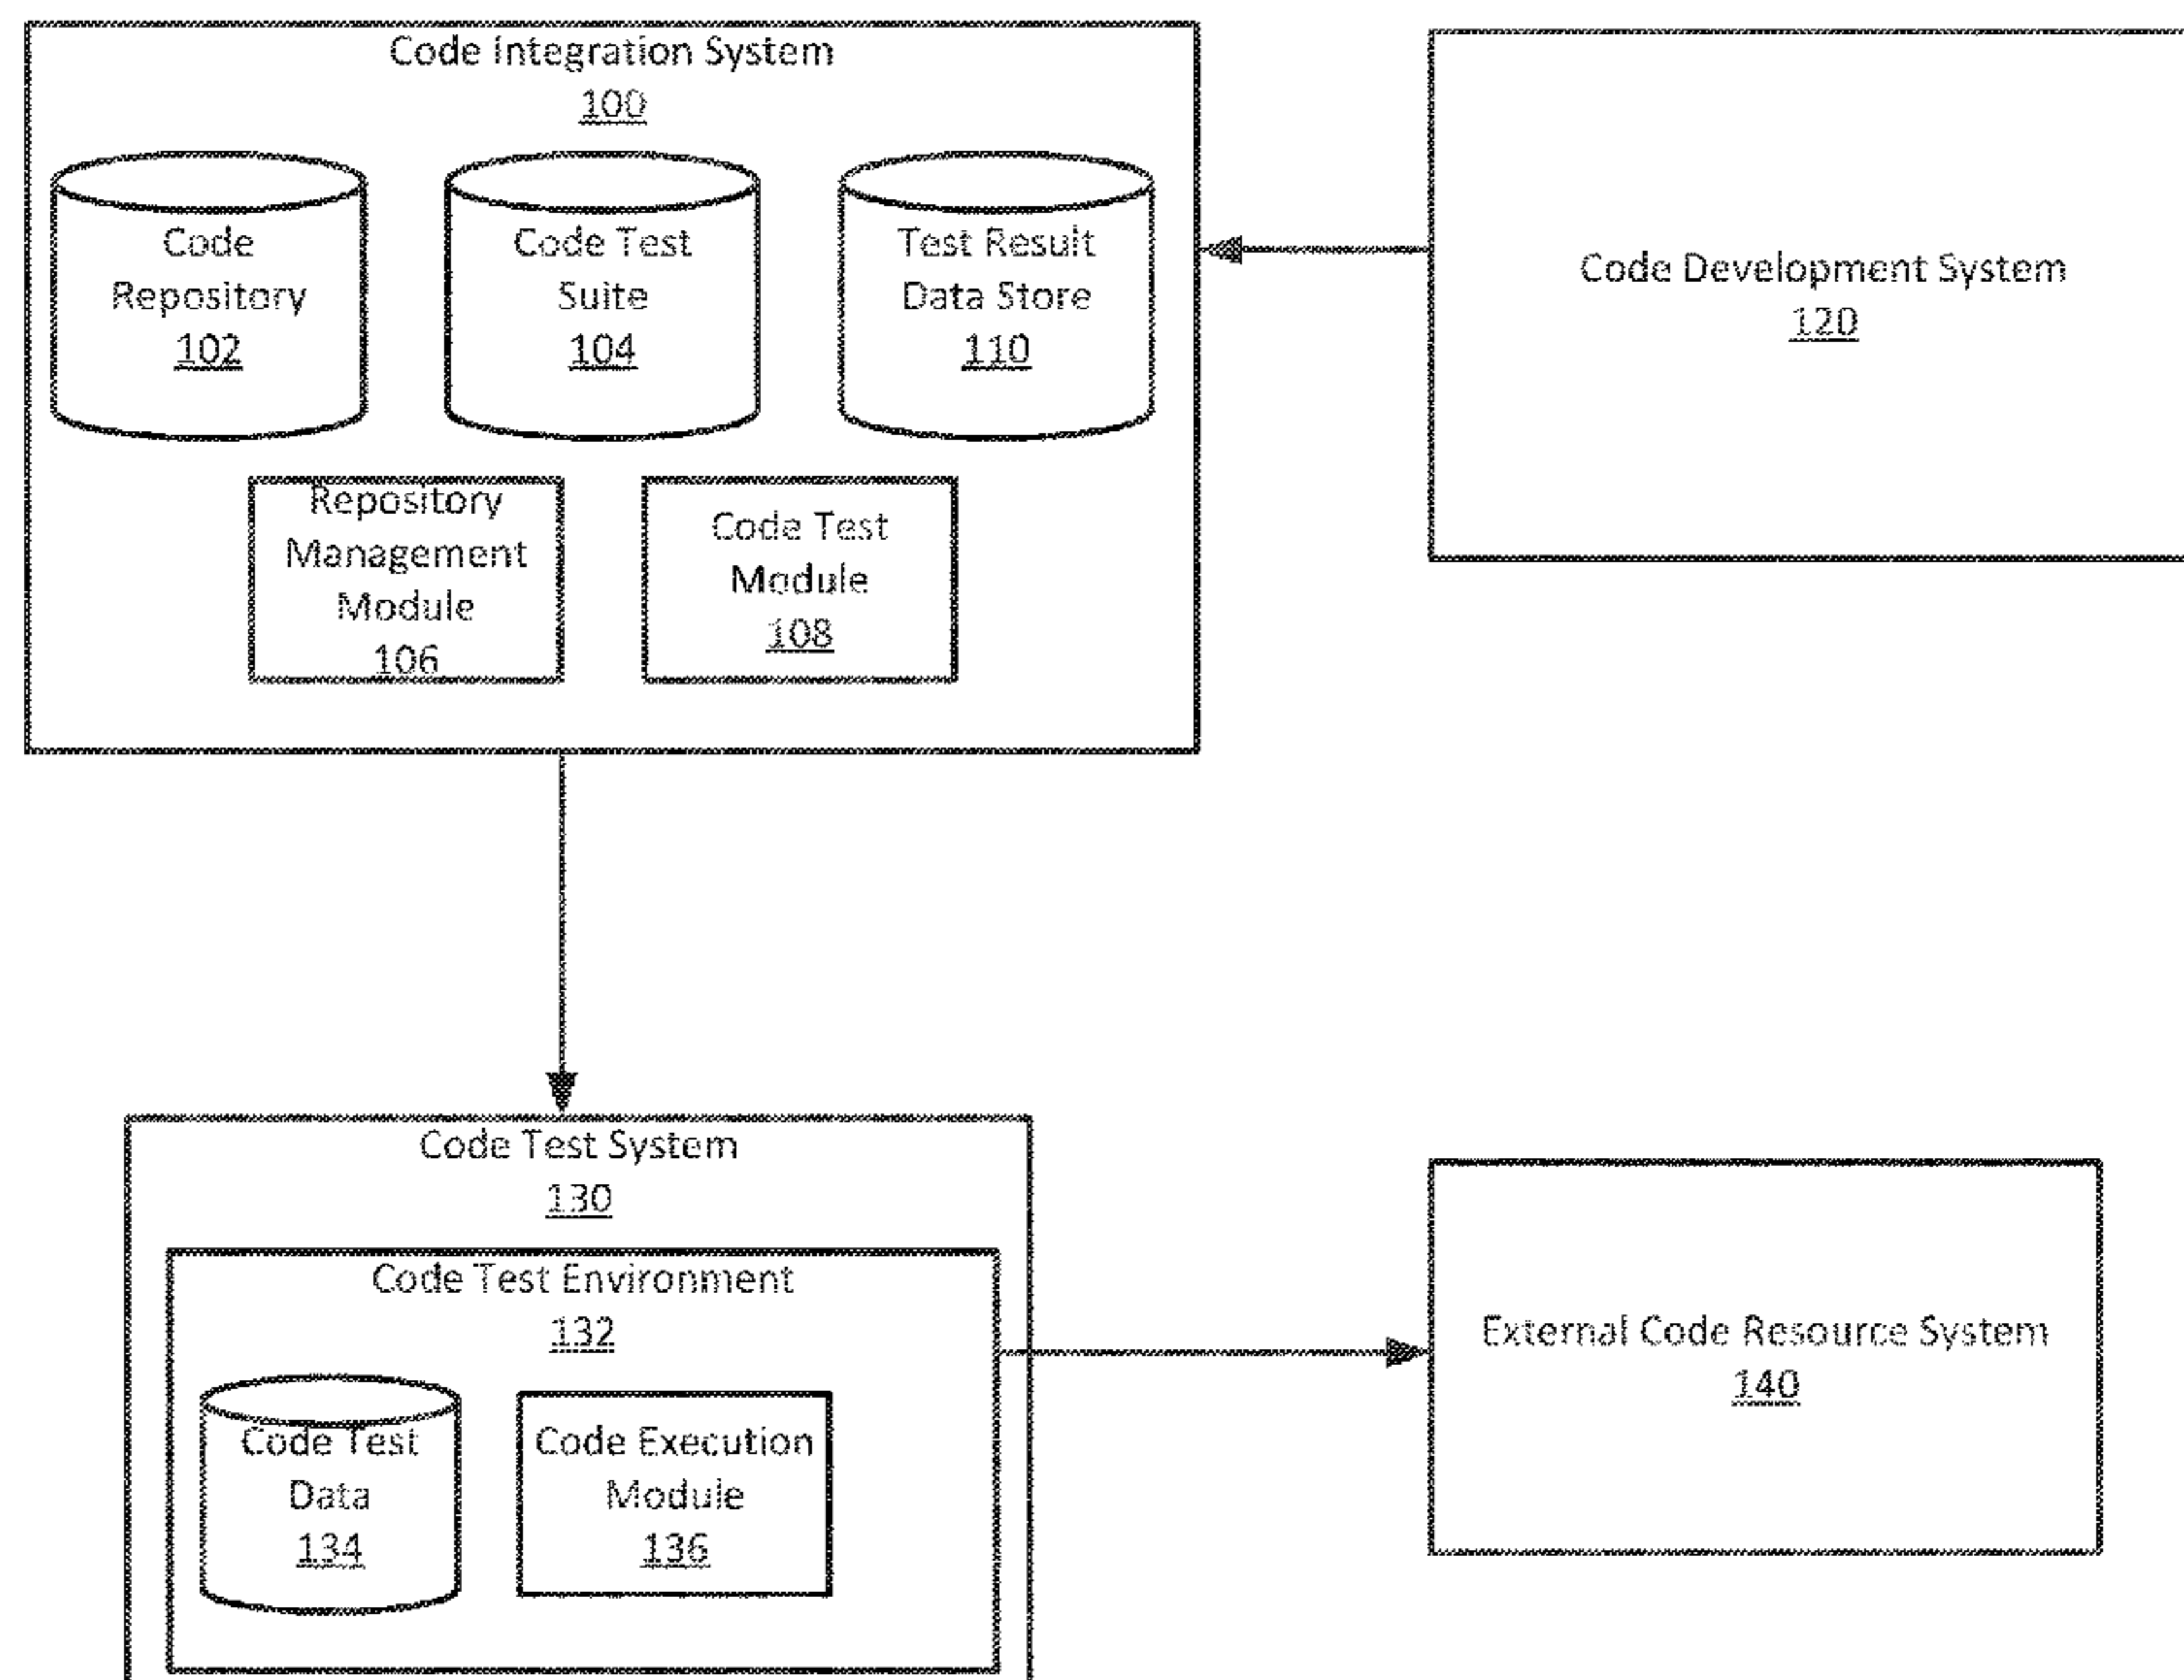 Code Integration System
100
Code
Repository
102
Code Test
Suite
104
Test Result
Data Store
110
Repository
Management
Module
106
Code Test
Module
108
Code Development System
120
Code Test System
130
Code Test Environment
132
Code Test
Data
134
Code Execution
Module
136
External Code Resource System
140